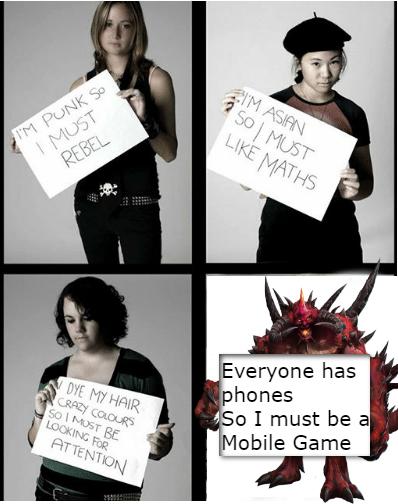 I'M PUNK SO
I MUST
REBEL
I'M ASIAN
SO I MUST
LIKE MATHS
I DYE MY HAIR
CRAZY COLOURS
SO I MUST BE
LOOKING FOR
ATTENTION
Everyone has
phones
So I must be a
Mobile Game